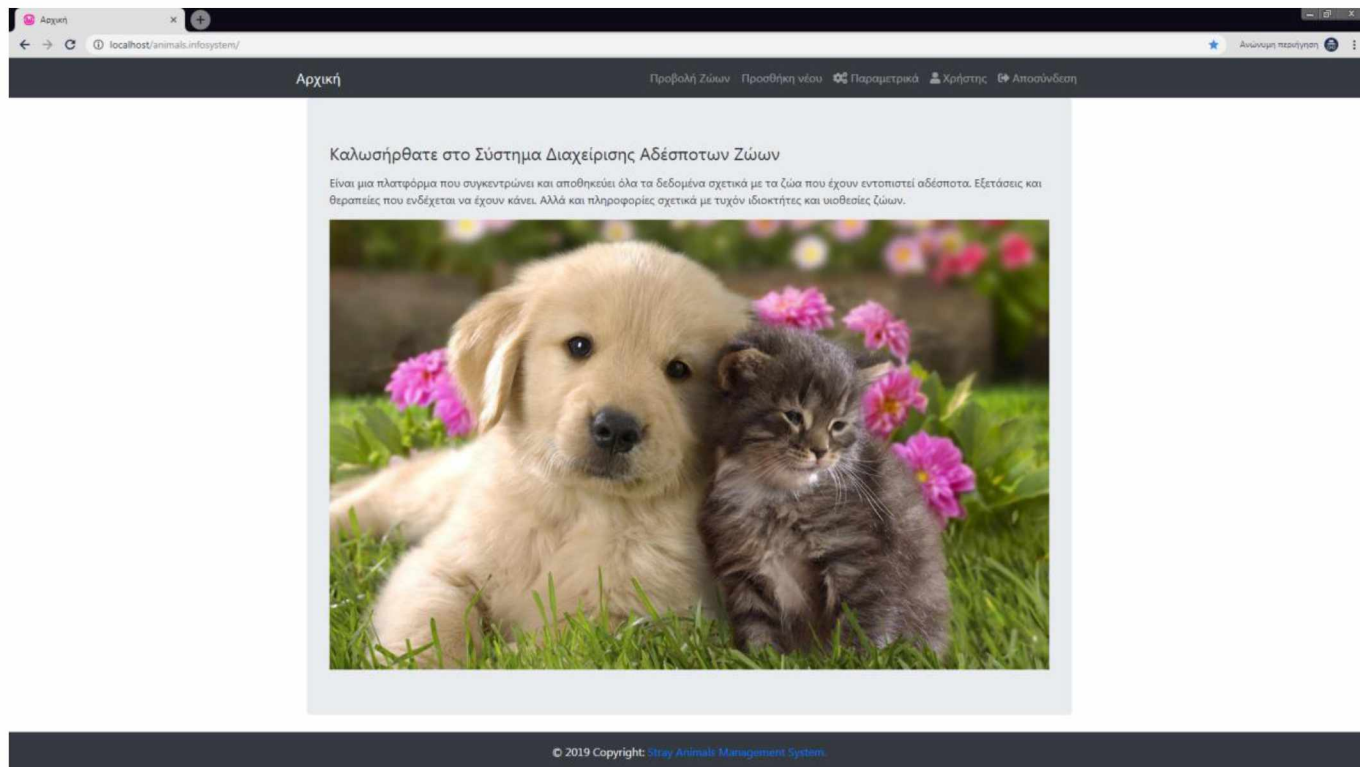 Αρχική
localhost/animals.infosystem/
Ανώνυμη περιήγηση
Αρχική
Προβολή Ζώων Προσθήκη νέου Παραμετρικά Χρήστης Αποσύνδεση
Καλωσήρθατε στο Σύστημα Διαχείρισης Αδέσποτων Ζώων
Είναι μια πλατφόρμα που συγκεντρώνει και αποθηκεύει όλα τα δεδομένα σχετικά με τα ζώα που έχουν εντοπιστεί αδέσποτα. Εξετάσεις και
θεραπείες που ενδέχεται να έχουν κάνει. Αλλά και πληροφορίες σχετικά με τυχόν ιδιοκτήτες και υιοθεσίες ζώων.
© 2019 Copyright: Stray Animals Management System.